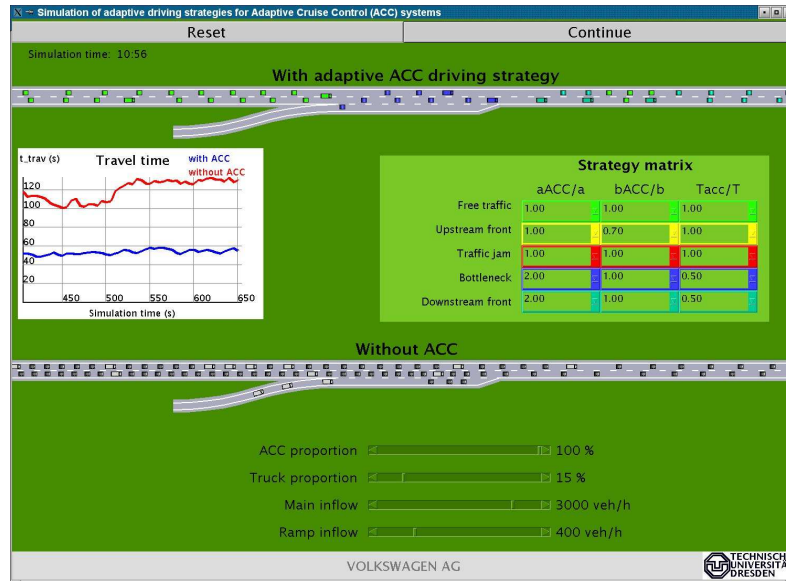 Simulation of adaptive driving strategies for Adaptive Cruise Control (ACC) systems
Reset Continue
Simulation time: 10:56
With adaptive ACC driving strategy
t_trav (s) Travel time with ACC
without ACC
120
100
80
60
40
20
450 500 550 600 650
Simulation time (s)
Strategy matrix
aACC/a bACC/b Tacc/T
Free traffic 1.00 1.00 1.00
Upstream front 1.00 0.70 1.00
Traffic jam 1.00 1.00 1.00
Bottleneck 2.00 1.00 0.50
Downstream front 2.00 1.00 0.50
Without ACC
ACC proportion 100 %
Truck proportion 15 %
Main inflow 3000 veh/h
Ramp inflow 400 veh/h
VOLKSWAGEN AG
TECHNISCH
UNIVERSITÄ
DRESDEN